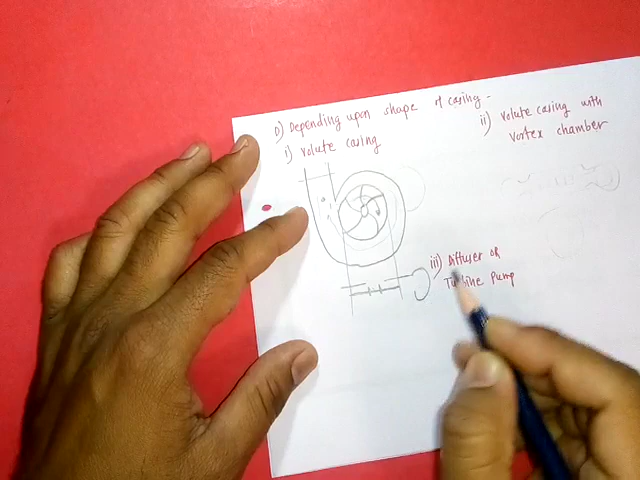 D) Depending upon shape of casing -
i) Volute casing
ii) Volute casing with
Vortex chamber
iii) Diffuser OR
Turbine Pump